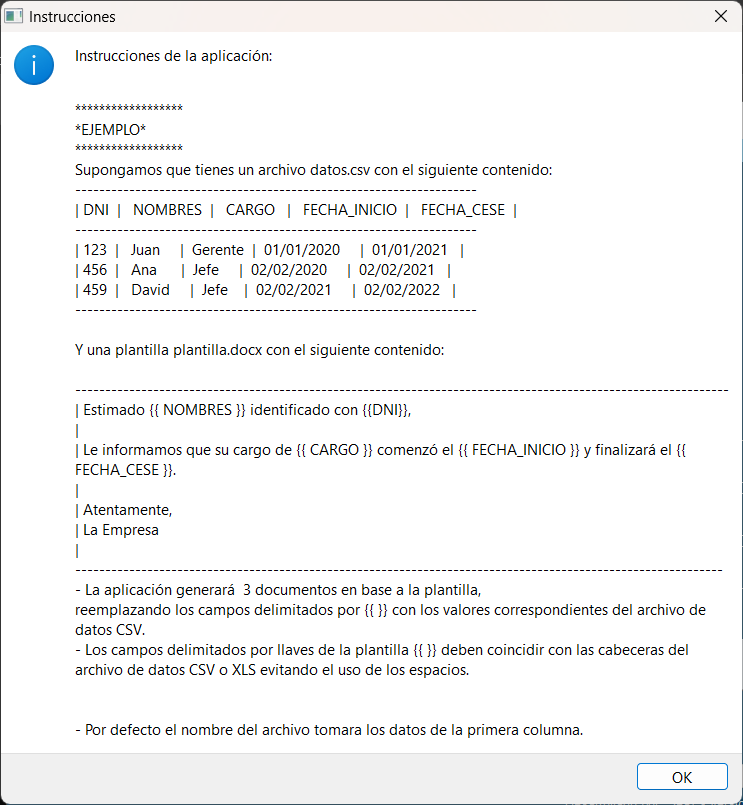 Instrucciones
Instrucciones de la aplicación:
******************
*EJEMPLO*
******************
Supongamos que tienes un archivo datos.csv con el siguiente contenido:
-------------------------------------------------------------------
| DNI | NOMBRES | CARGO | FECHA_INICIO | FECHA_CESE |
-------------------------------------------------------------------
| 123 | Juan | Gerente | 01/01/2020 | 01/01/2021 |
| 456 | Ana | Jefe | 02/02/2020 | 02/02/2021 |
| 459 | David | Jefe | 02/02/2021 | 02/02/2022 |
-------------------------------------------------------------------
Y una plantilla plantilla.docx con el siguiente contenido:
-------------------------------------------------------------------------------------------------------------
| Estimado {{ NOMBRES }} identificado con {{DNI}},
|
| Le informamos que su cargo de {{ CARGO }} comenzó el {{ FECHA_INICIO }} y finalizará el {{
FECHA_CESE }}.
|
| Atentamente,
| La Empresa
|
------------------------------------------------------------------------------------------------------------
- La aplicación generará  3 documentos en base a la plantilla,
reemplazando los campos delimitados por {{ }} con los valores correspondientes del archivo de
datos CSV.
- Los campos delimitados por llaves de la plantilla {{ }} deben coincidir con las cabeceras del
archivo de datos CSV o XLS evitando el uso de los espacios.
- Por defecto el nombre del archivo tomara los datos de la primera columna.
OK